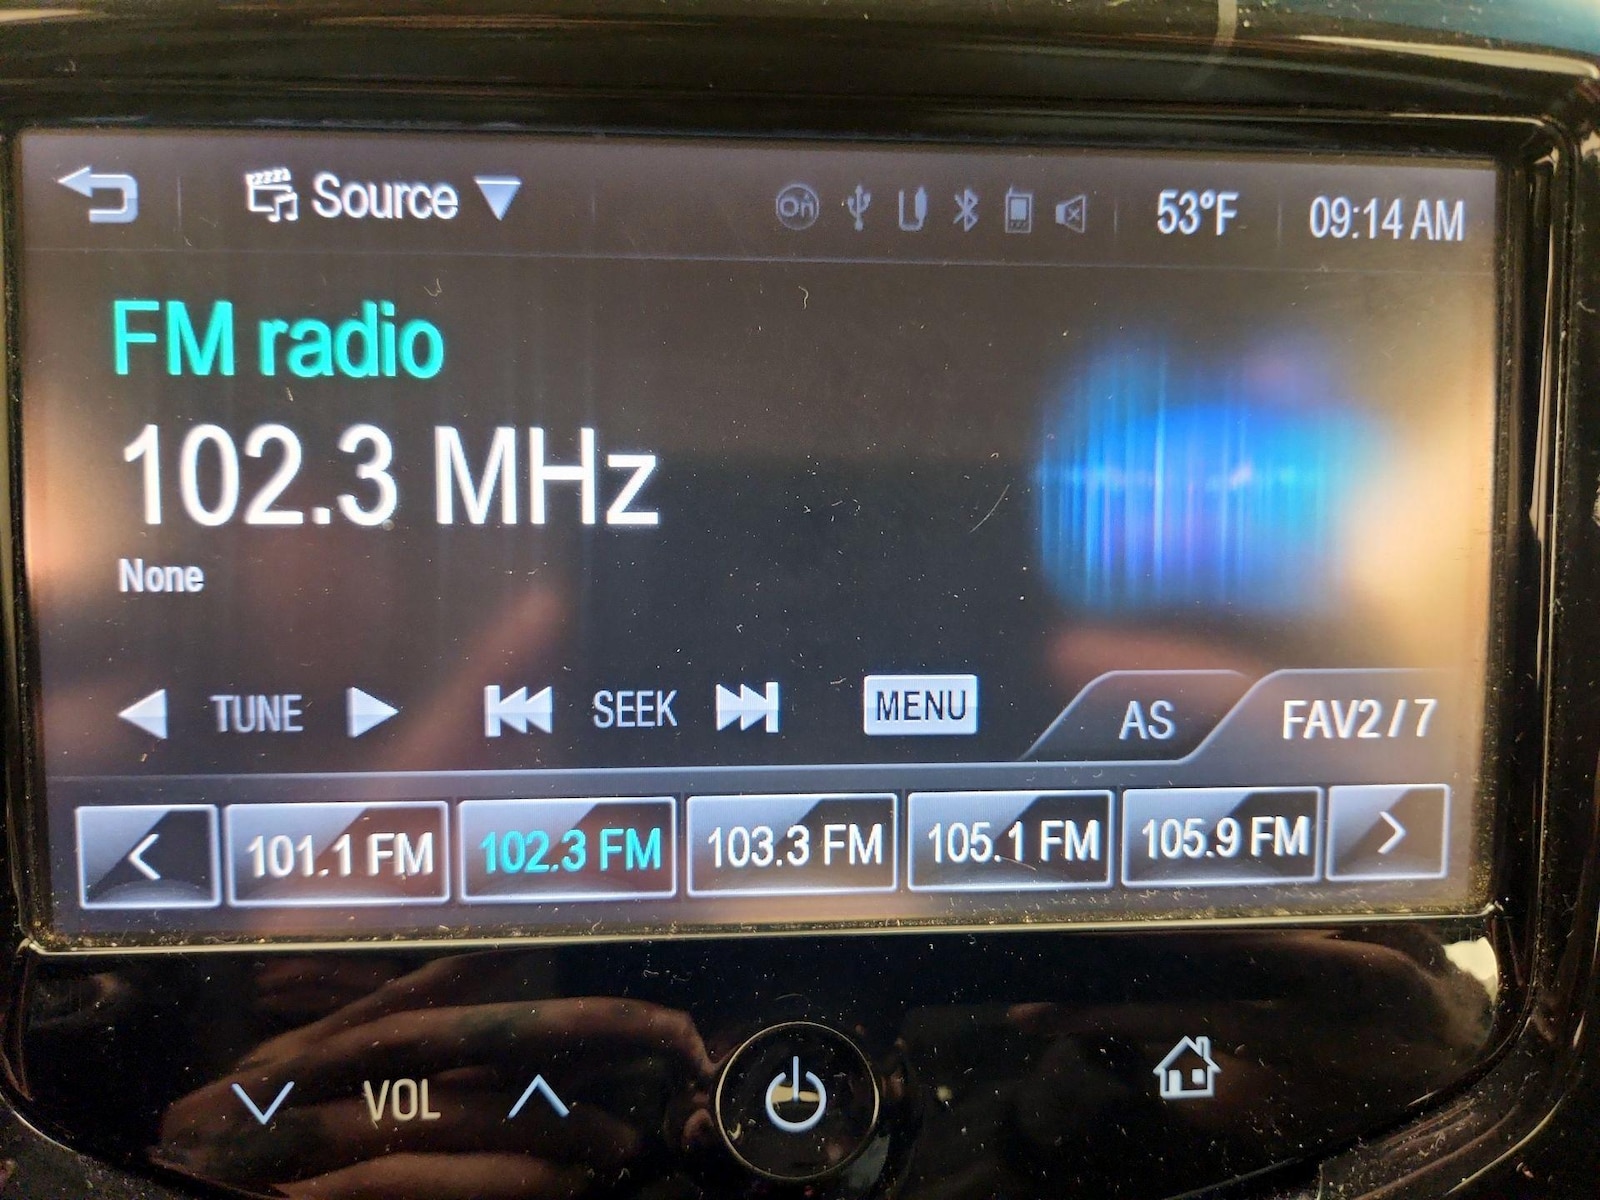 Source On 53°F 09:14 AM
FM radio
102.3 MHz
None
TUNE SEEK MENU AS FAV2/7
101.1 FM 102.3 FM 103.3 FM 105.1 FM 105.9 FM
VOL